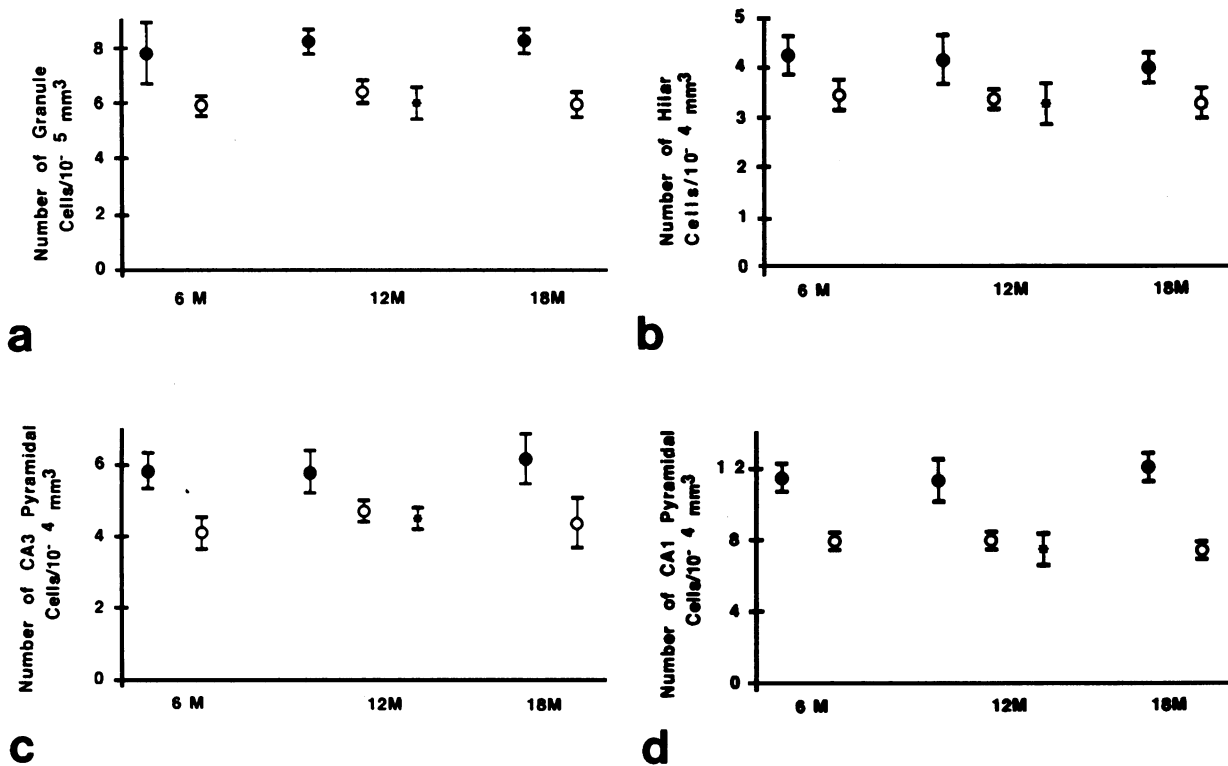 Number of Granule
Cells/10⁻ 5 mm³
8
6
4
2
0
6 M
12M
18M
a
Number of Hilar
Cells/10⁻ 4 mm³
5
4
3
2
1
0
6 M
12M
18M
b
Number of CA3 Pyramidal
Cells/10⁻ 4 mm³
6
4
2
0
6 M
12M
18M
c
Number of CA1 Pyramidal
Cells/10⁻ 4 mm³
1 2
8
4
0
6 M
12M
18M
d